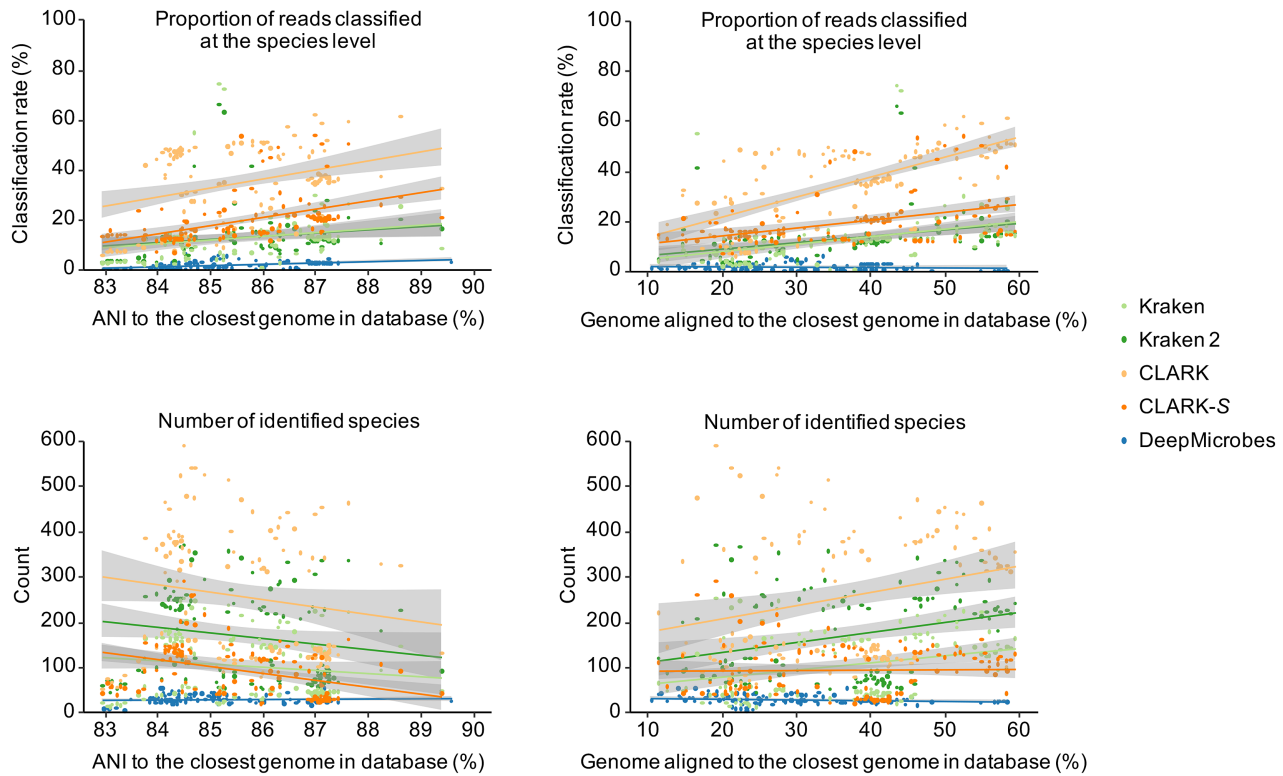 Proportion of reads classified
at the species level
Classification rate (%)
100
80
60
40
20
0
83 84 85 86 87 88 89 90
ANI to the closest genome in database (%)
Proportion of reads classified
at the species level
Classification rate (%)
100
80
60
40
20
0
10 20 30 40 50 60
Genome aligned to the closest genome in database (%)
Kraken
Kraken 2
CLARK
CLARK-S
DeepMicrobes
Number of identified species
Count
600
500
400
300
200
100
0
83 84 85 86 87 88 89 90
ANI to the closest genome in database (%)
Number of identified species
Count
600
500
400
300
200
100
0
10 20 30 40 50 60
Genome aligned to the closest genome in database (%)